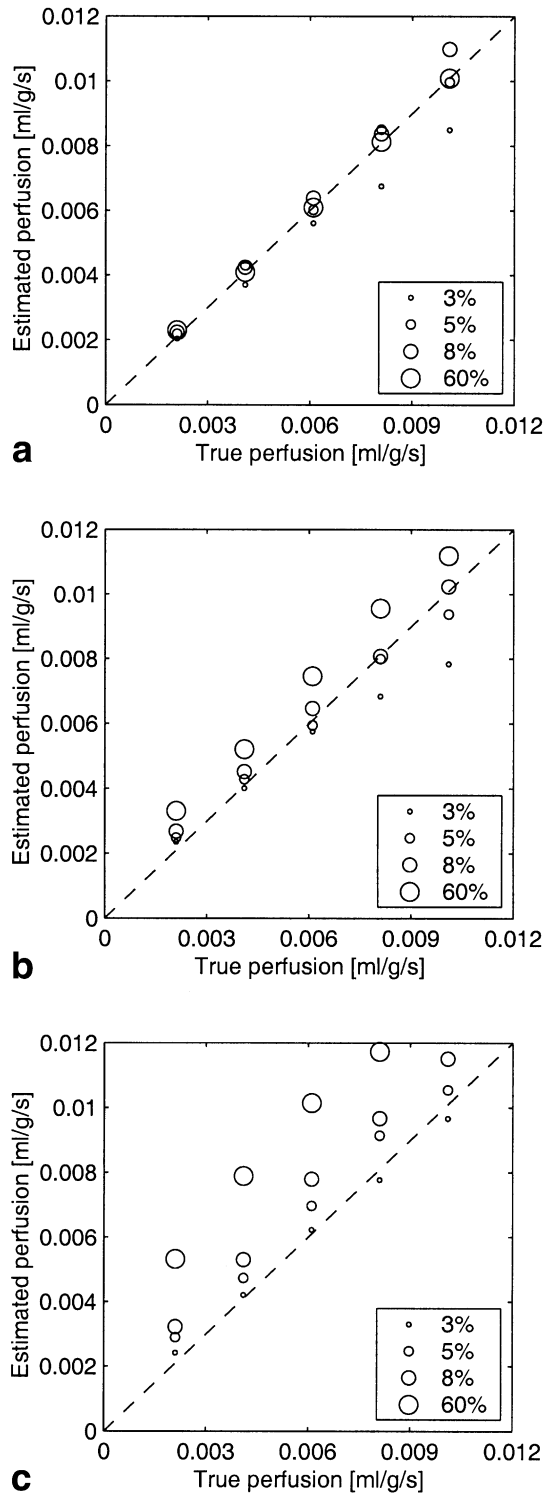 0.012
0.01
0.008
0.006
0.004
0.002
0
Estimated perfusion [ml/g/s]
3%
5%
8%
60%
0 0.003 0.006 0.009 0.012
True perfusion [ml/g/s]
a
0.012
0.01
0.008
0.006
0.004
0.002
0
Estimated perfusion [ml/g/s]
3%
5%
8%
60%
0 0.003 0.006 0.009 0.012
True perfusion [ml/g/s]
b
0.012
0.01
0.008
0.006
0.004
0.002
0
Estimated perfusion [ml/g/s]
3%
5%
8%
60%
0 0.003 0.006 0.009 0.012
True perfusion [ml/g/s]
c